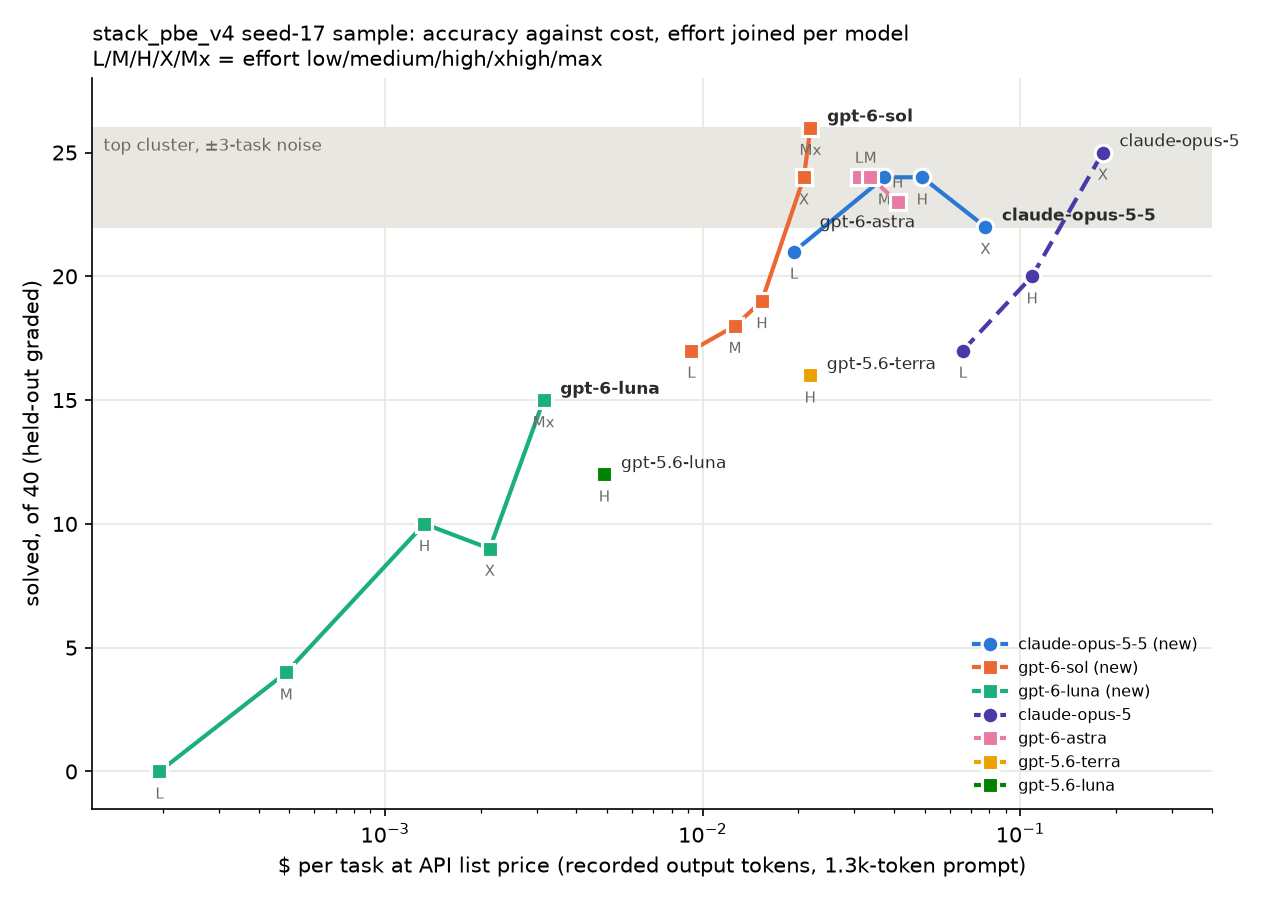 stack_pbe_v4 seed-17 sample: accuracy against cost, effort joined per model
L/M/H/X/Mx = effort low/medium/high/xhigh/max
top cluster, ±3-task noise
gpt-6-sol
claude-opus-5
Mx
LM
H
X
X
M
H
gpt-6-astra
claude-opus-5-5
L
X
H
H
M
L
L
gpt-5.6-terra
H
gpt-6-luna
Mx
gpt-5.6-luna
H
H
X
M
L
25
20
15
10
5
0
solved, of 40 (held-out graded)
claude-opus-5-5 (new)
gpt-6-sol (new)
gpt-6-luna (new)
claude-opus-5
gpt-6-astra
gpt-5.6-terra
gpt-5.6-luna
10⁻³ 10⁻² 10⁻¹
$ per task at API list price (recorded output tokens, 1.3k-token prompt)